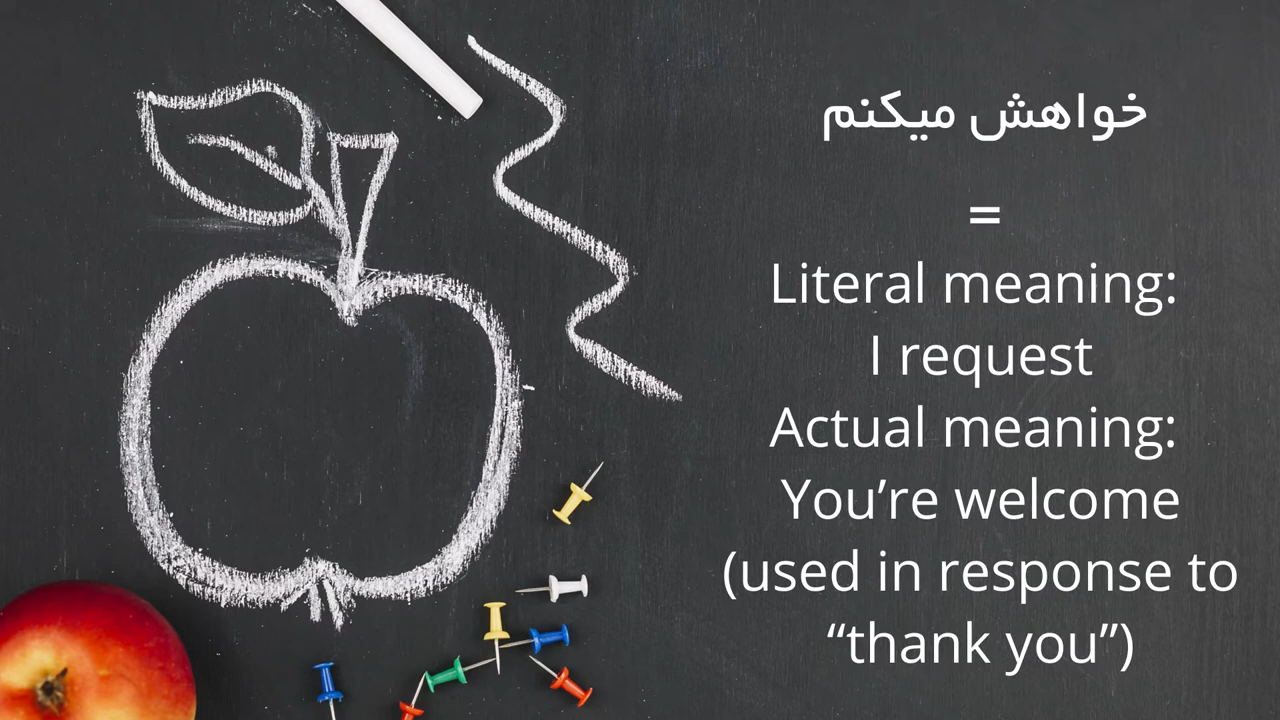 خواهش میکنم
=
Literal meaning:
I request
Actual meaning:
You’re welcome
(used in response to
“thank you”)